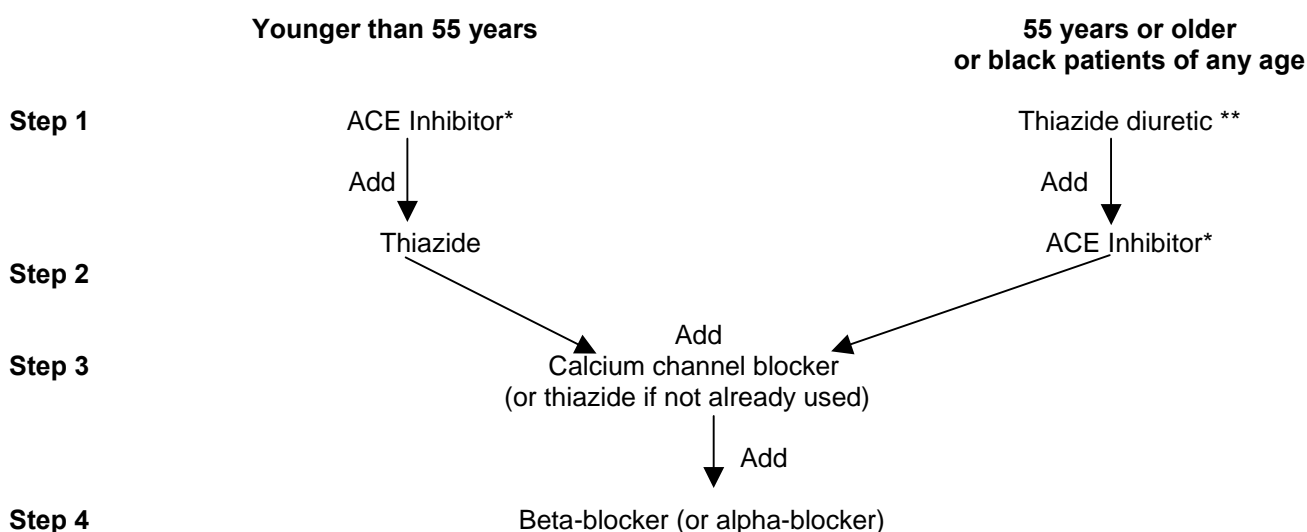 Younger than 55 years
55 years or older
or black patients of any age
Step 1
ACE Inhibitor*
Thiazide diuretic **
Add
Add
Thiazide
ACE Inhibitor*
Step 2
Add
Step 3
Calcium channel blocker
(or thiazide if not already used)
Add
Step 4
Beta-blocker (or alpha-blocker)